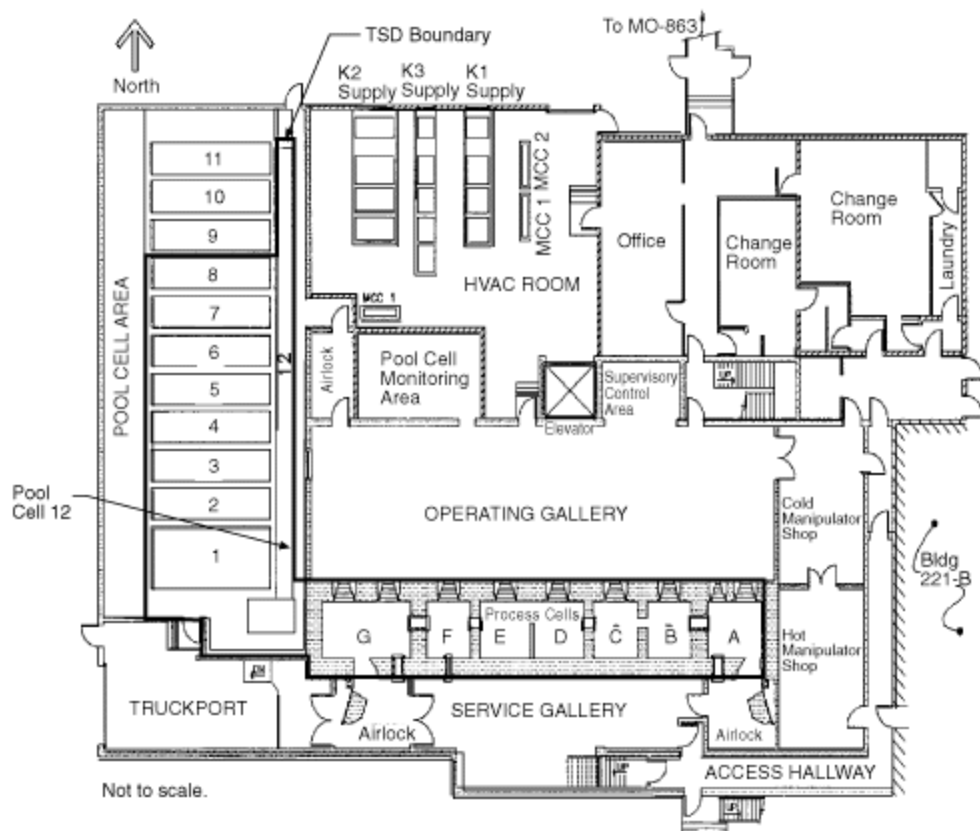 To MO-863
TSD Boundary
North
K2
Supply
K3
Supply
K1
Supply
11
10
9
8
7
6
5
4
3
2
1
12
POOL CELL AREA
Pool
Cell 12
MCC 1
MCC 2
MCC 1
HVAC ROOM
Office
Change
Room
Change
Room
Laundry
Airlock
Pool Cell
Monitoring
Area
Elevator
Supervisory
Control
Area
OPERATING GALLERY
Cold
Manipulator
Shop
Bldg
221-B
Process Cells
G
F
E
D
C
B
A
Hot
Manipulator
Shop
TRUCKPORT
Airlock
SERVICE GALLERY
Airlock
ACCESS HALLWAY
Not to scale.